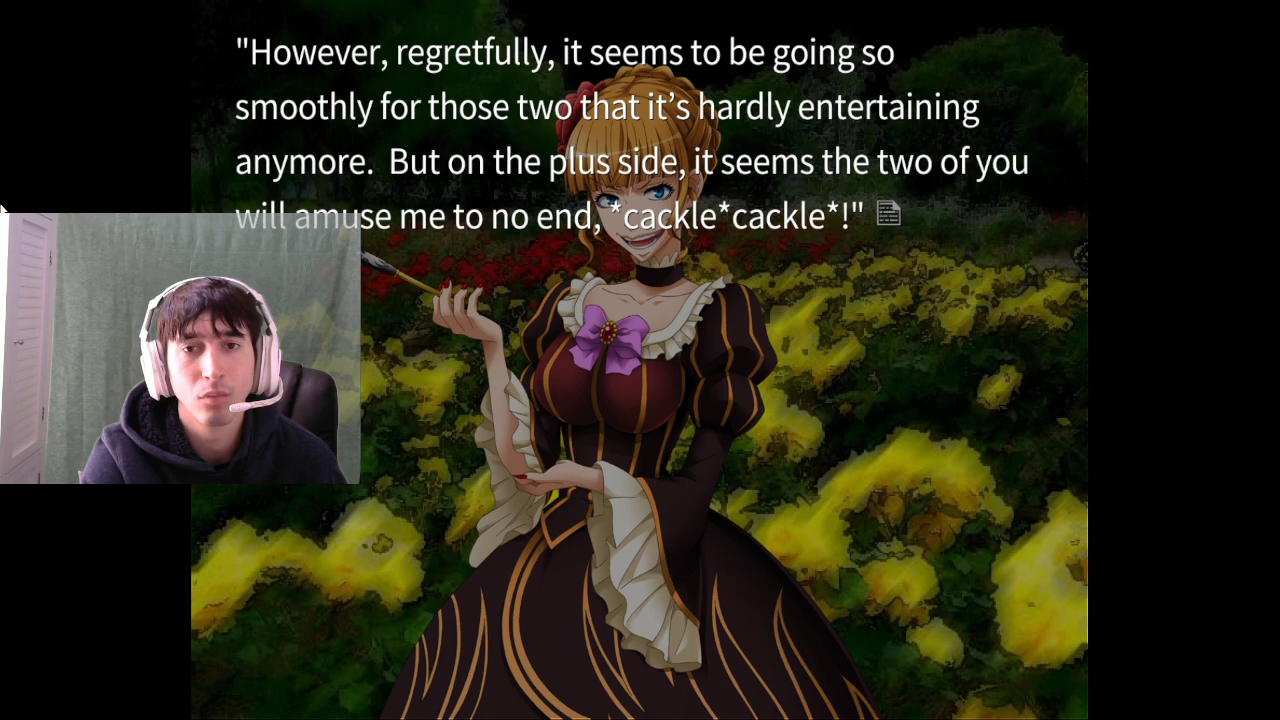 "However, regretfully, it seems to be going so
smoothly for those two that it’s hardly entertaining
anymore.  But on the plus side, it seems the two of you
will amuse me to no end, *cackle*cackle*!"